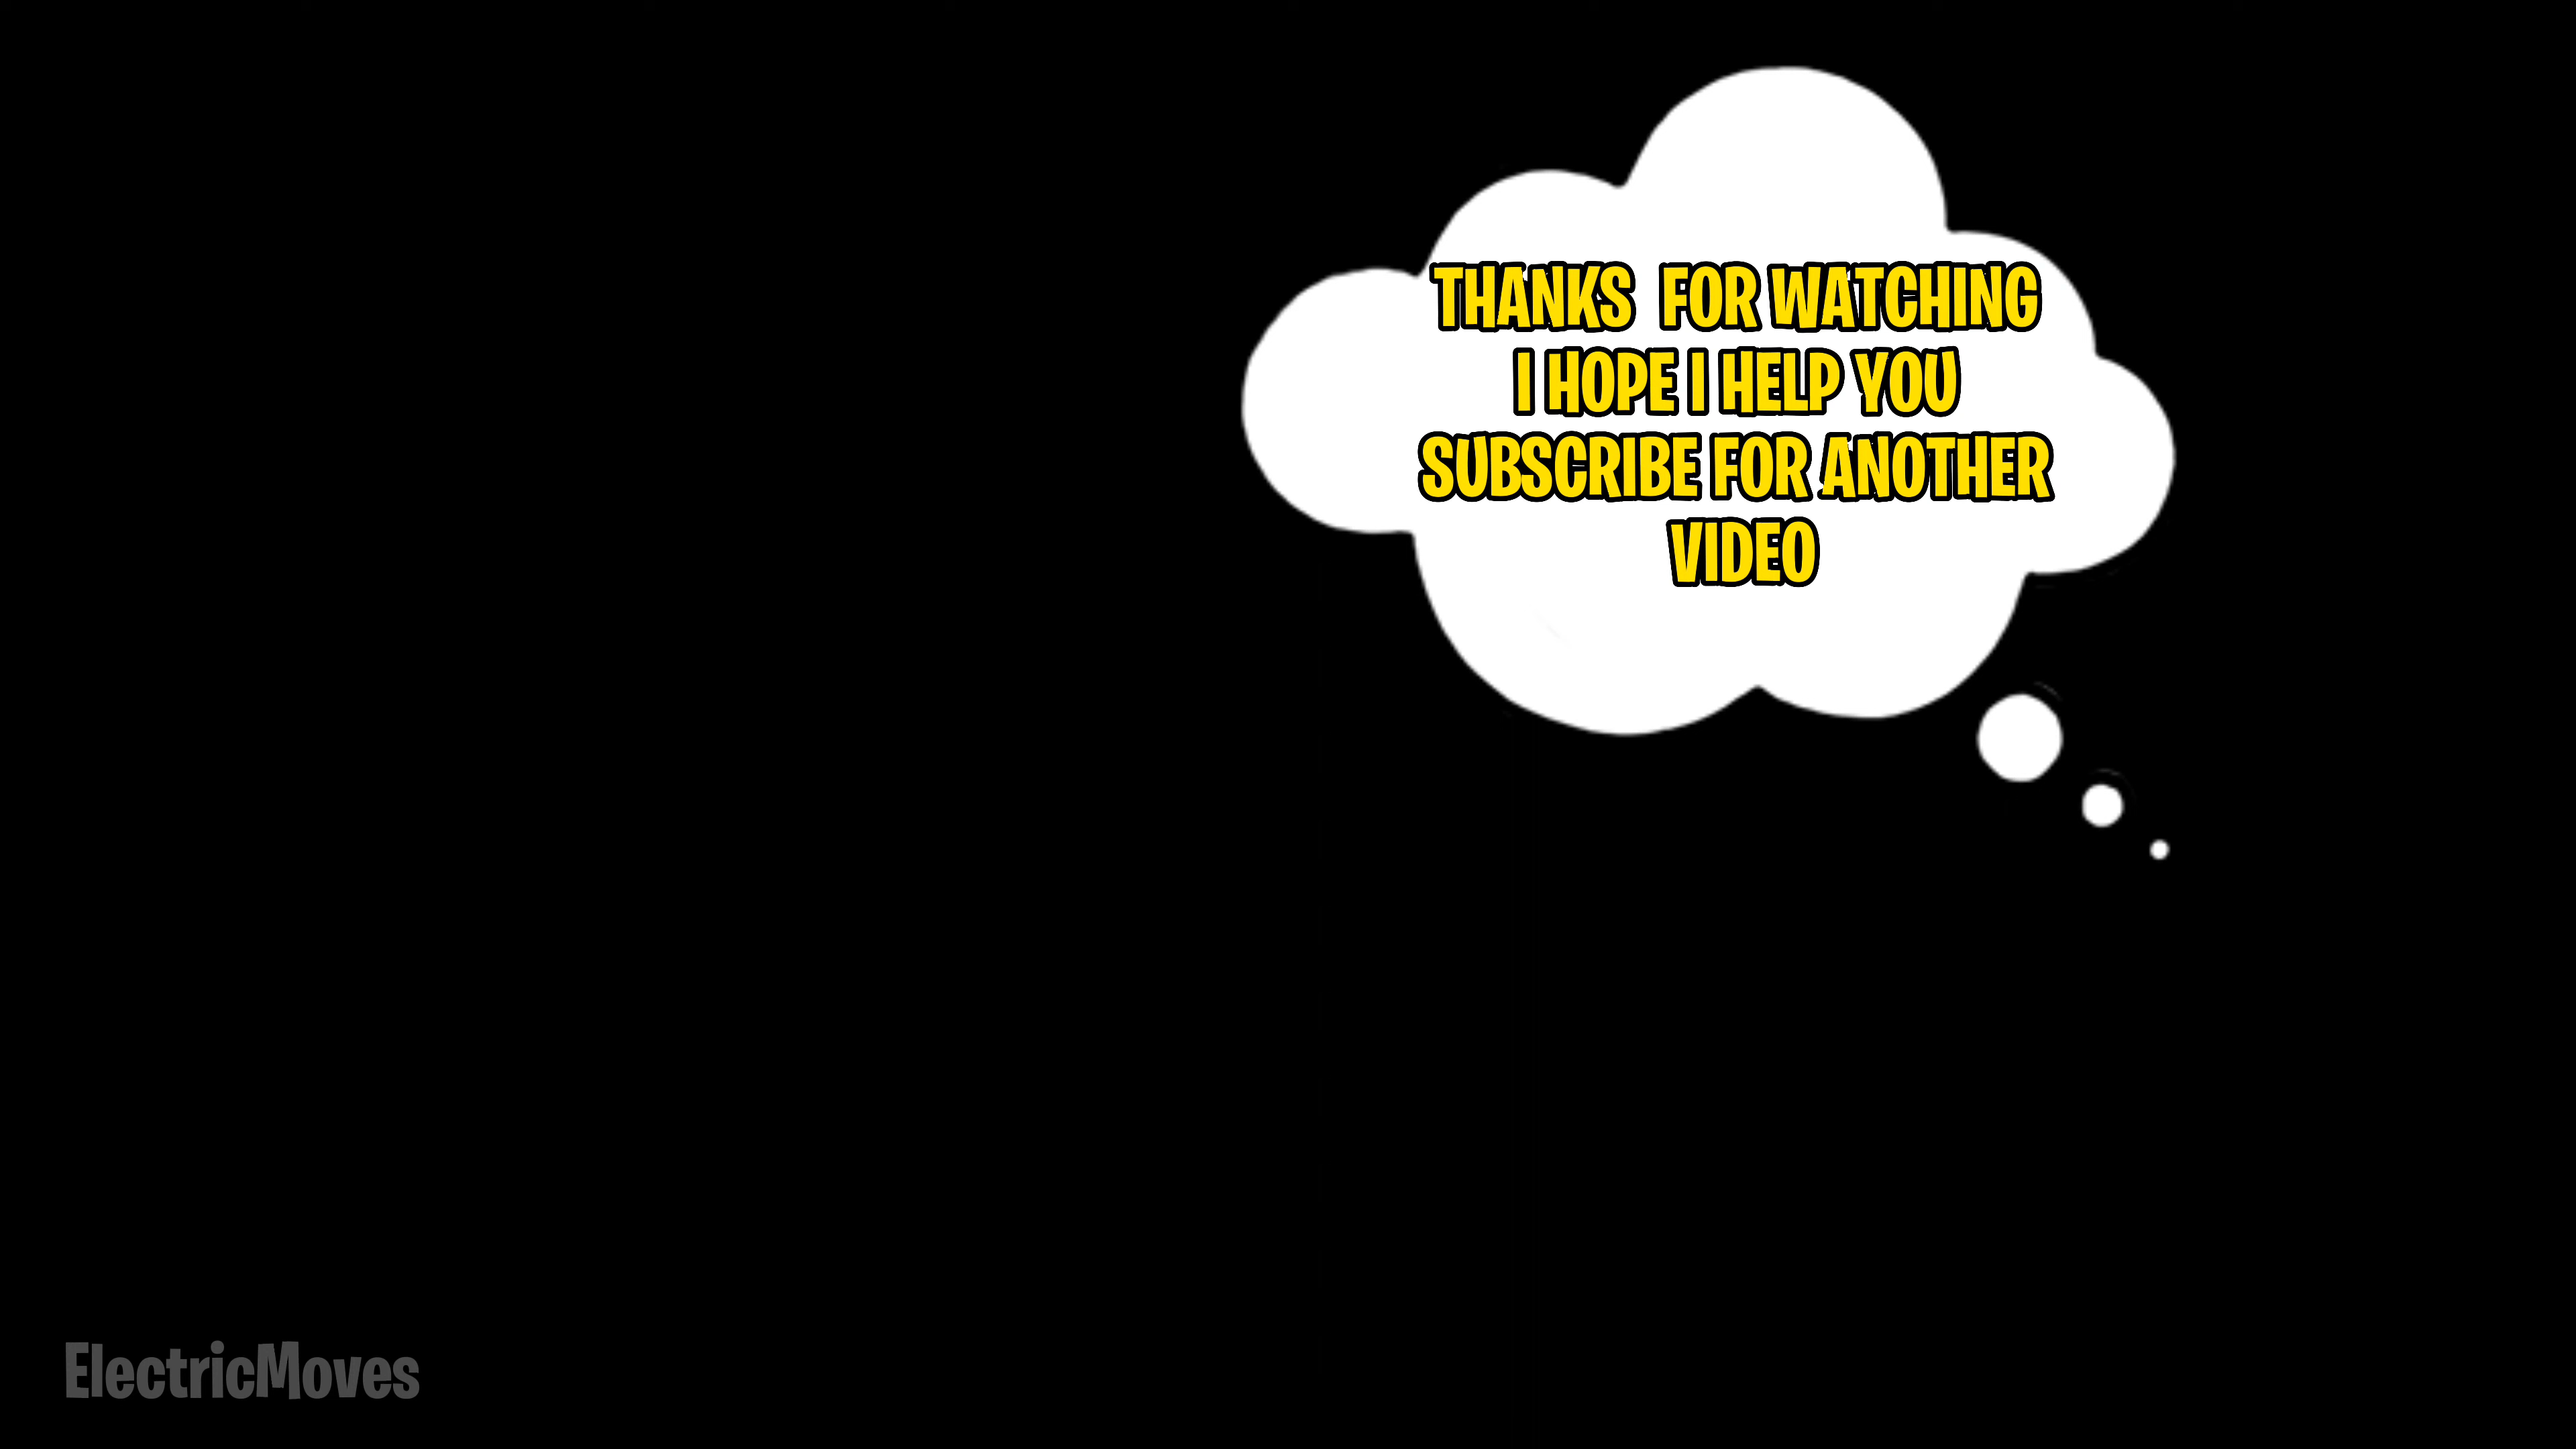 THANKS  FOR WATCHING
I HOPE I HELP YOU
SUBSCRIBE FOR ANOTHER
VIDEO
ElectricMoves